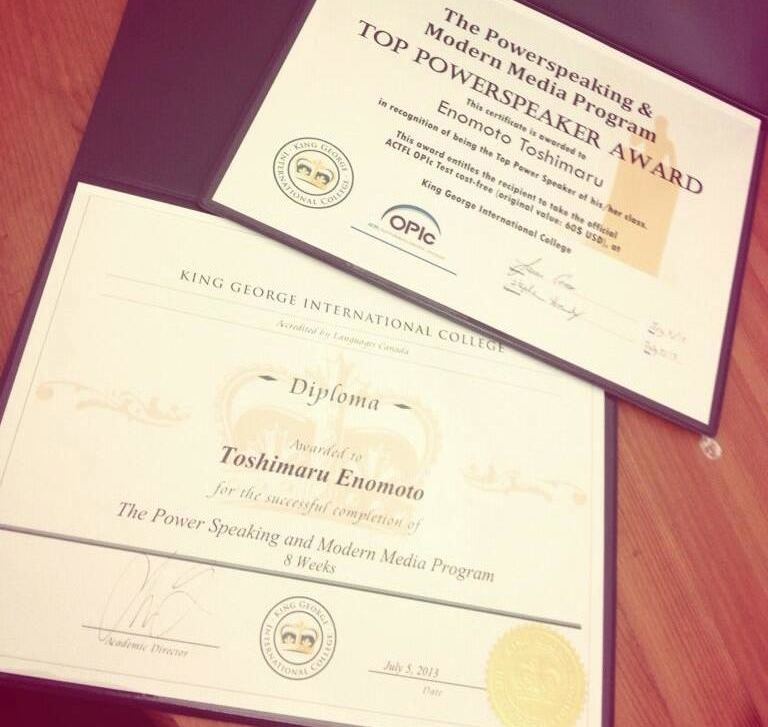 The Powerspeaking &
Modern Media Program
TOP POWERSPEAKER AWARD
This certificate is awarded to
Enomoto Toshimaru
in recognition of being the Top Power Speaker of his/her class.
This award entitles the recipient to take the official
ACTFL OPIc Test cost-free (original value: 60$ USD), at
King George International College
KING GEORGE
INTERNATIONAL COLLEGE
OPIc
KING GEORGE INTERNATIONAL COLLEGE
Accredited by Languages Canada
Diploma
Awarded to
Toshimaru Enomoto
for the successful completion of
The Power Speaking and Modern Media Program
8 Weeks
Academic Director
KING GEORGE
INTERNATIONAL COLLEGE
July 5, 2013
Date